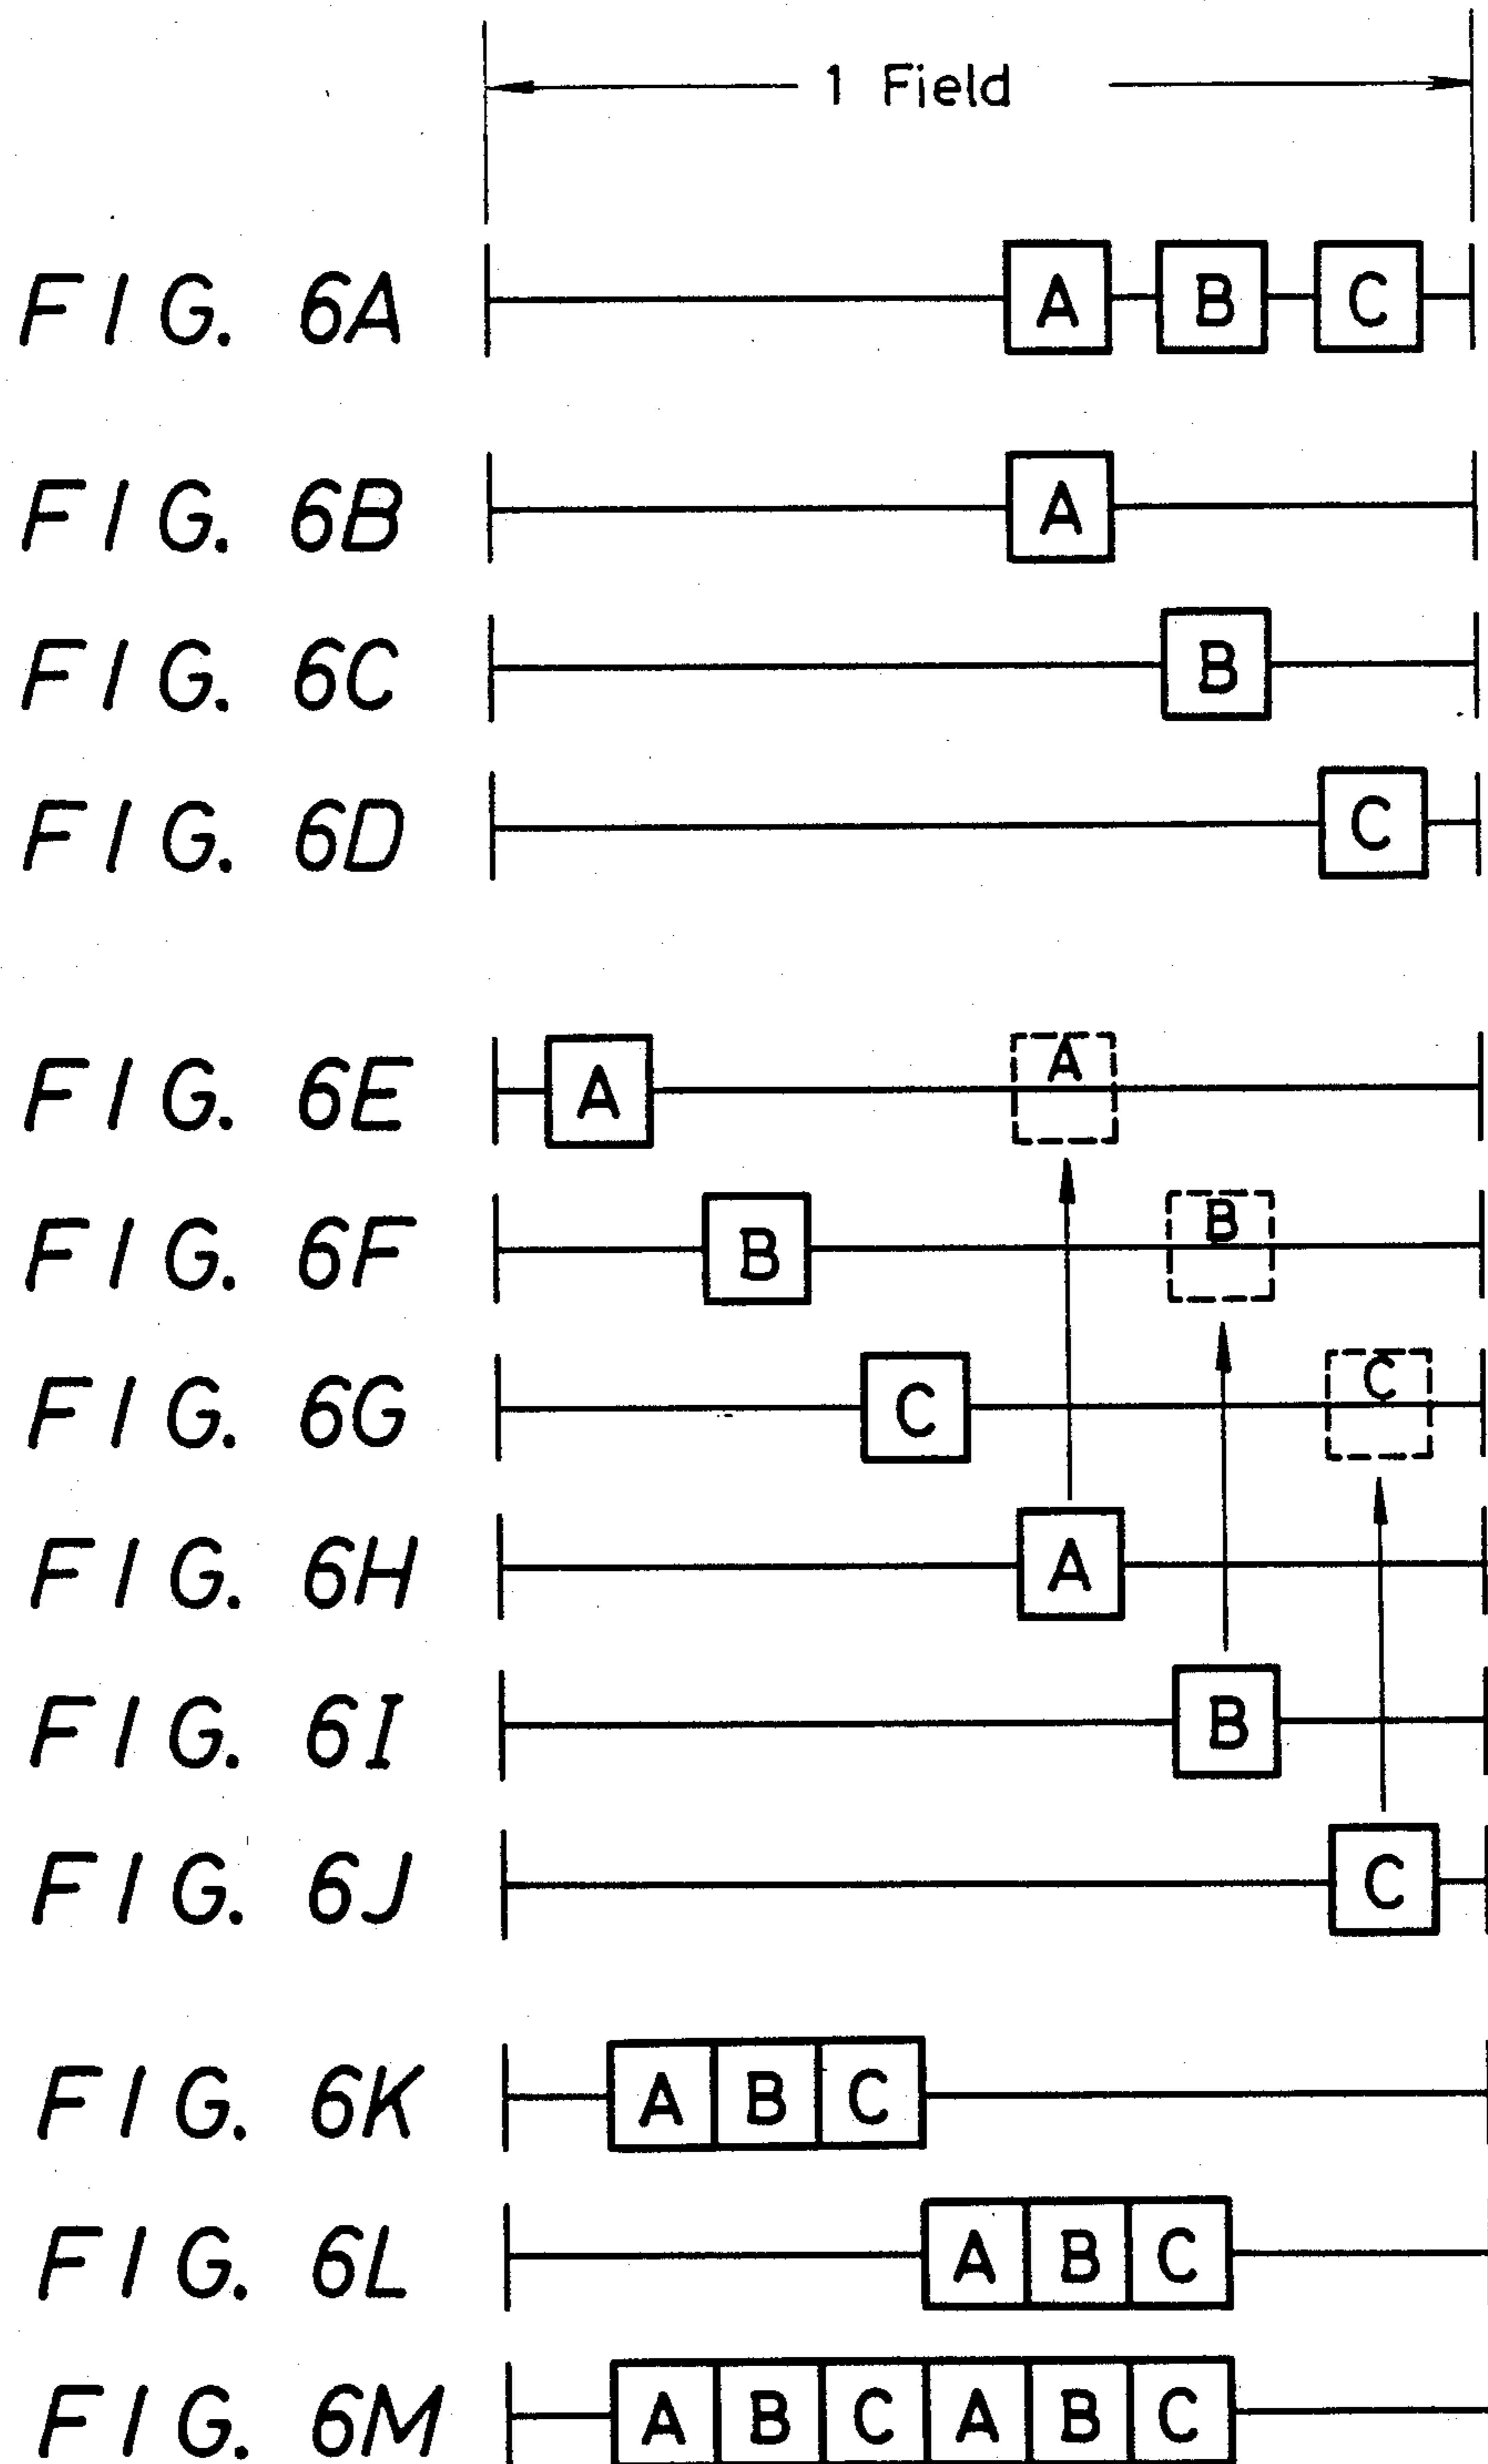 1 Field
FIG. 6A A B C
FIG. 6B A
FIG. 6C B
FIG. 6D C
FIG. 6E A A
FIG. 6F B B
FIG. 6G C C
FIG. 6H A
FIG. 6I B
FIG. 6J C
FIG. 6K A B C
FIG. 6L A B C
FIG. 6M A B C A B C